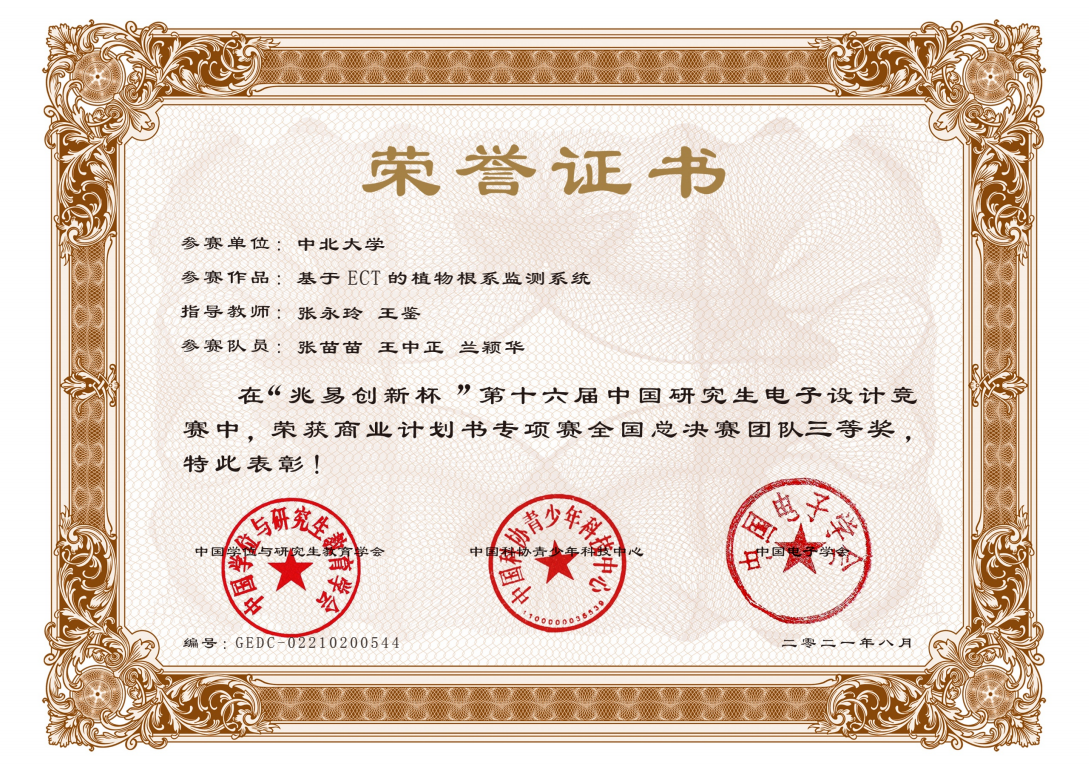 荣誉证书
参赛单位：中北大学
参赛作品：基于 ECT 的植物根系监测系统
指导教师：张永玲 王鉴
参赛队员：张苗苗 王中正 兰颖华
在“兆易创新杯 ”第十六届中国研究生电子设计竞
赛中，荣获商业计划书专项赛全国总决赛团队三等奖，
特此表彰！
中国学位与研究生教育学会
中国学位与研究生教育学会
中国科协青少年科技中心
中国科协青少年科技中心
1100000035539
中国电子学会
中国电子学会
编号：GEDC-02210200544
二零二一年八月